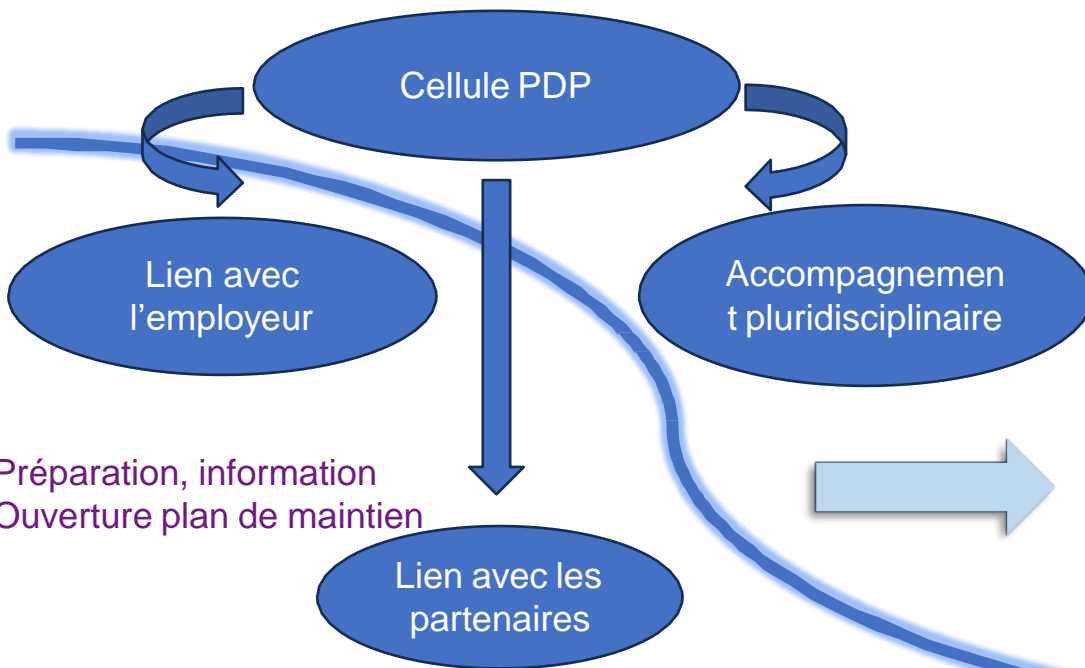 Cellule PDP
Lien avec
l’employeur
Accompagnemen
t pluridisciplinaire
Préparation, information
Ouverture plan de maintien
Lien avec les
partenaires